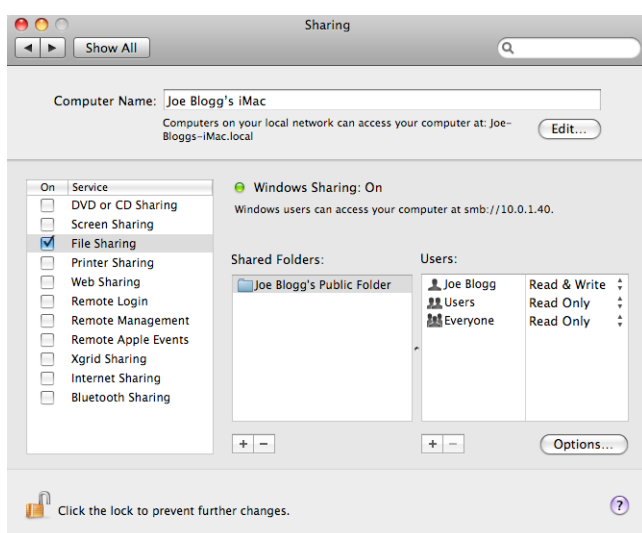 Sharing
Show All
Computer Name: Joe Blogg's iMac
Computers on your local network can access your computer at: Joe-
Bloggs-iMac.local
Edit...
On Service
DVD or CD Sharing
Screen Sharing
File Sharing
Printer Sharing
Web Sharing
Remote Login
Remote Management
Remote Apple Events
Xgrid Sharing
Internet Sharing
Bluetooth Sharing
Windows Sharing: On
Windows users can access your computer at smb://10.0.1.40.
Shared Folders:
Joe Blogg's Public Folder
Users:
Joe Blogg Read & Write
Users Read Only
Everyone Read Only
+ − + −
Options...
Click the lock to prevent further changes.
?